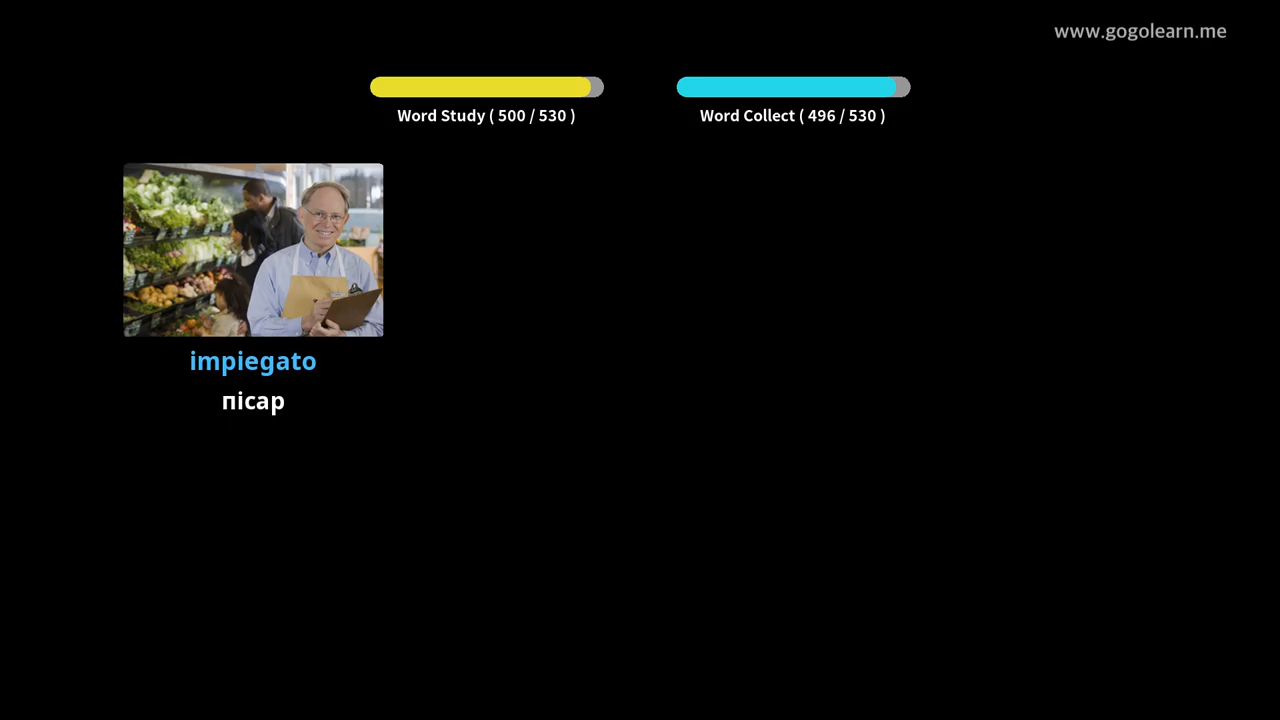 www.gogolearn.me
Word Study ( 500 / 530 )
Word Collect ( 496 / 530 )
impiegato
пісар